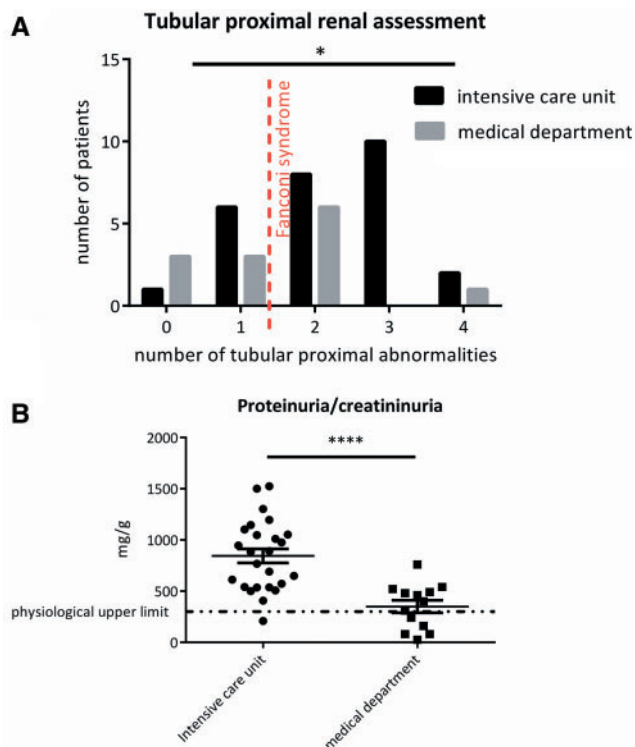 A
Tubular proximal renal assessment
*
15
10
5
0
number of patients
Fanconi syndrome
intensive care unit
medical department
0 1 2 3 4
number of tubular proximal abnormalities
B
Proteinuria/creatininuria
****
2000
1500
1000
500
0
mg/g
physiological upper limit
Intensive care unit
medical department